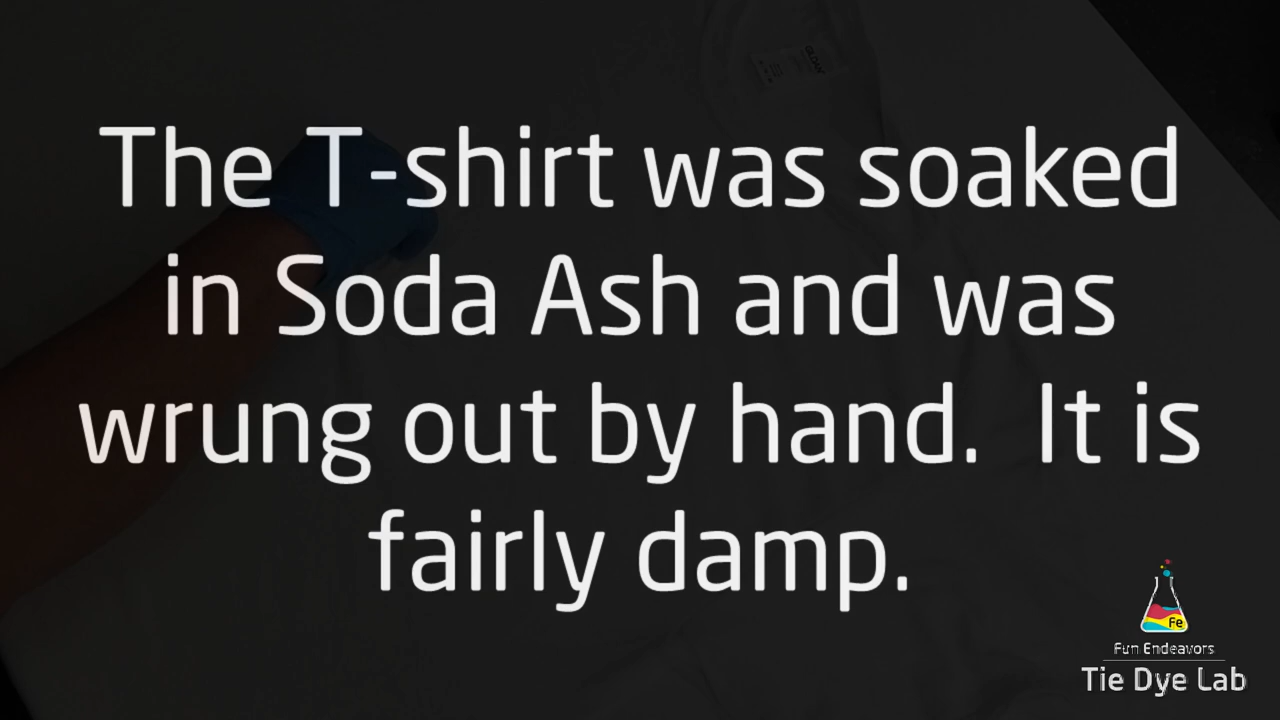 The T-shirt was soaked
in Soda Ash and was
wrung out by hand.  It is
fairly damp.
Fe
Fun Endeavors
Tie Dye Lab